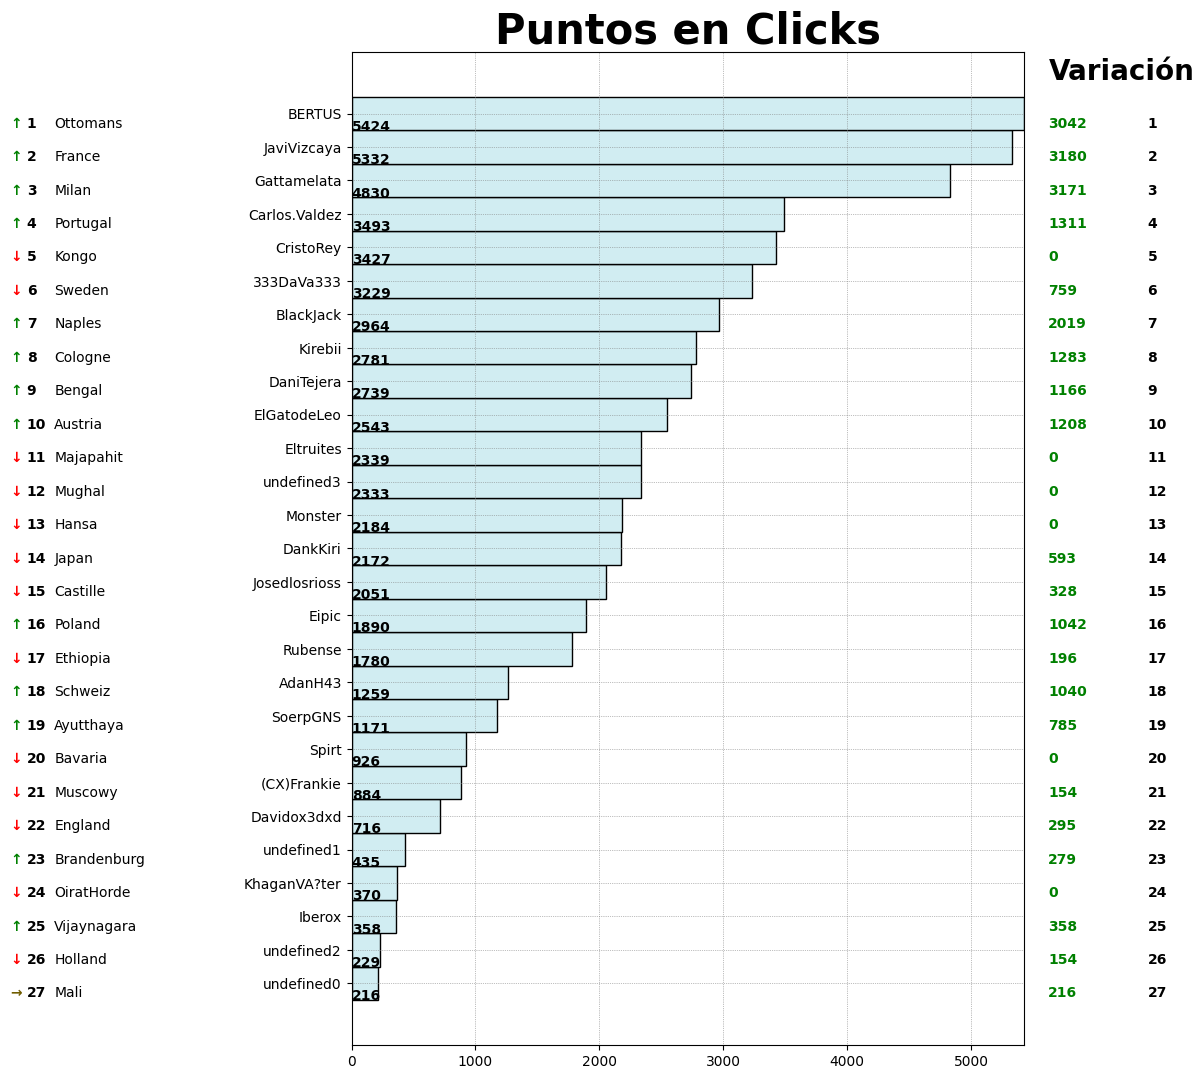 Puntos en Clicks
Variación
↑ 1 Ottomans BERTUS 5424 3042 1
↑ 2 France JaviVizcaya 5332 3180 2
↑ 3 Milan Gattamelata 4830 3171 3
↑ 4 Portugal Carlos.Valdez 3493 1311 4
↓ 5 Kongo CristoRey 3427 0 5
↓ 6 Sweden 333DaVa333 3229 759 6
↑ 7 Naples BlackJack 2964 2019 7
↑ 8 Cologne Kirebii 2781 1283 8
↑ 9 Bengal DaniTejera 2739 1166 9
↑ 10 Austria ElGatodeLeo 2543 1208 10
↓ 11 Majapahit Eltruites 2339 0 11
↓ 12 Mughal undefined3 2333 0 12
↓ 13 Hansa Monster 2184 0 13
↓ 14 Japan DankKiri 2172 593 14
↓ 15 Castille Josedlosrioss 2051 328 15
↑ 16 Poland Eipic 1890 1042 16
↓ 17 Ethiopia Rubense 1780 196 17
↑ 18 Schweiz AdanH43 1259 1040 18
↑ 19 Ayutthaya SoerpGNS 1171 785 19
↓ 20 Bavaria Spirt 926 0 20
↓ 21 Muscowy (CX)Frankie 884 154 21
↓ 22 England Davidox3dxd 716 295 22
↑ 23 Brandenburg undefined1 435 279 23
↓ 24 OiratHorde KhaganVA?ter 370 0 24
↑ 25 Vijaynagara Iberox 358 358 25
↓ 26 Holland undefined2 229 154 26
→ 27 Mali undefined0 216 216 27
0 1000 2000 3000 4000 5000